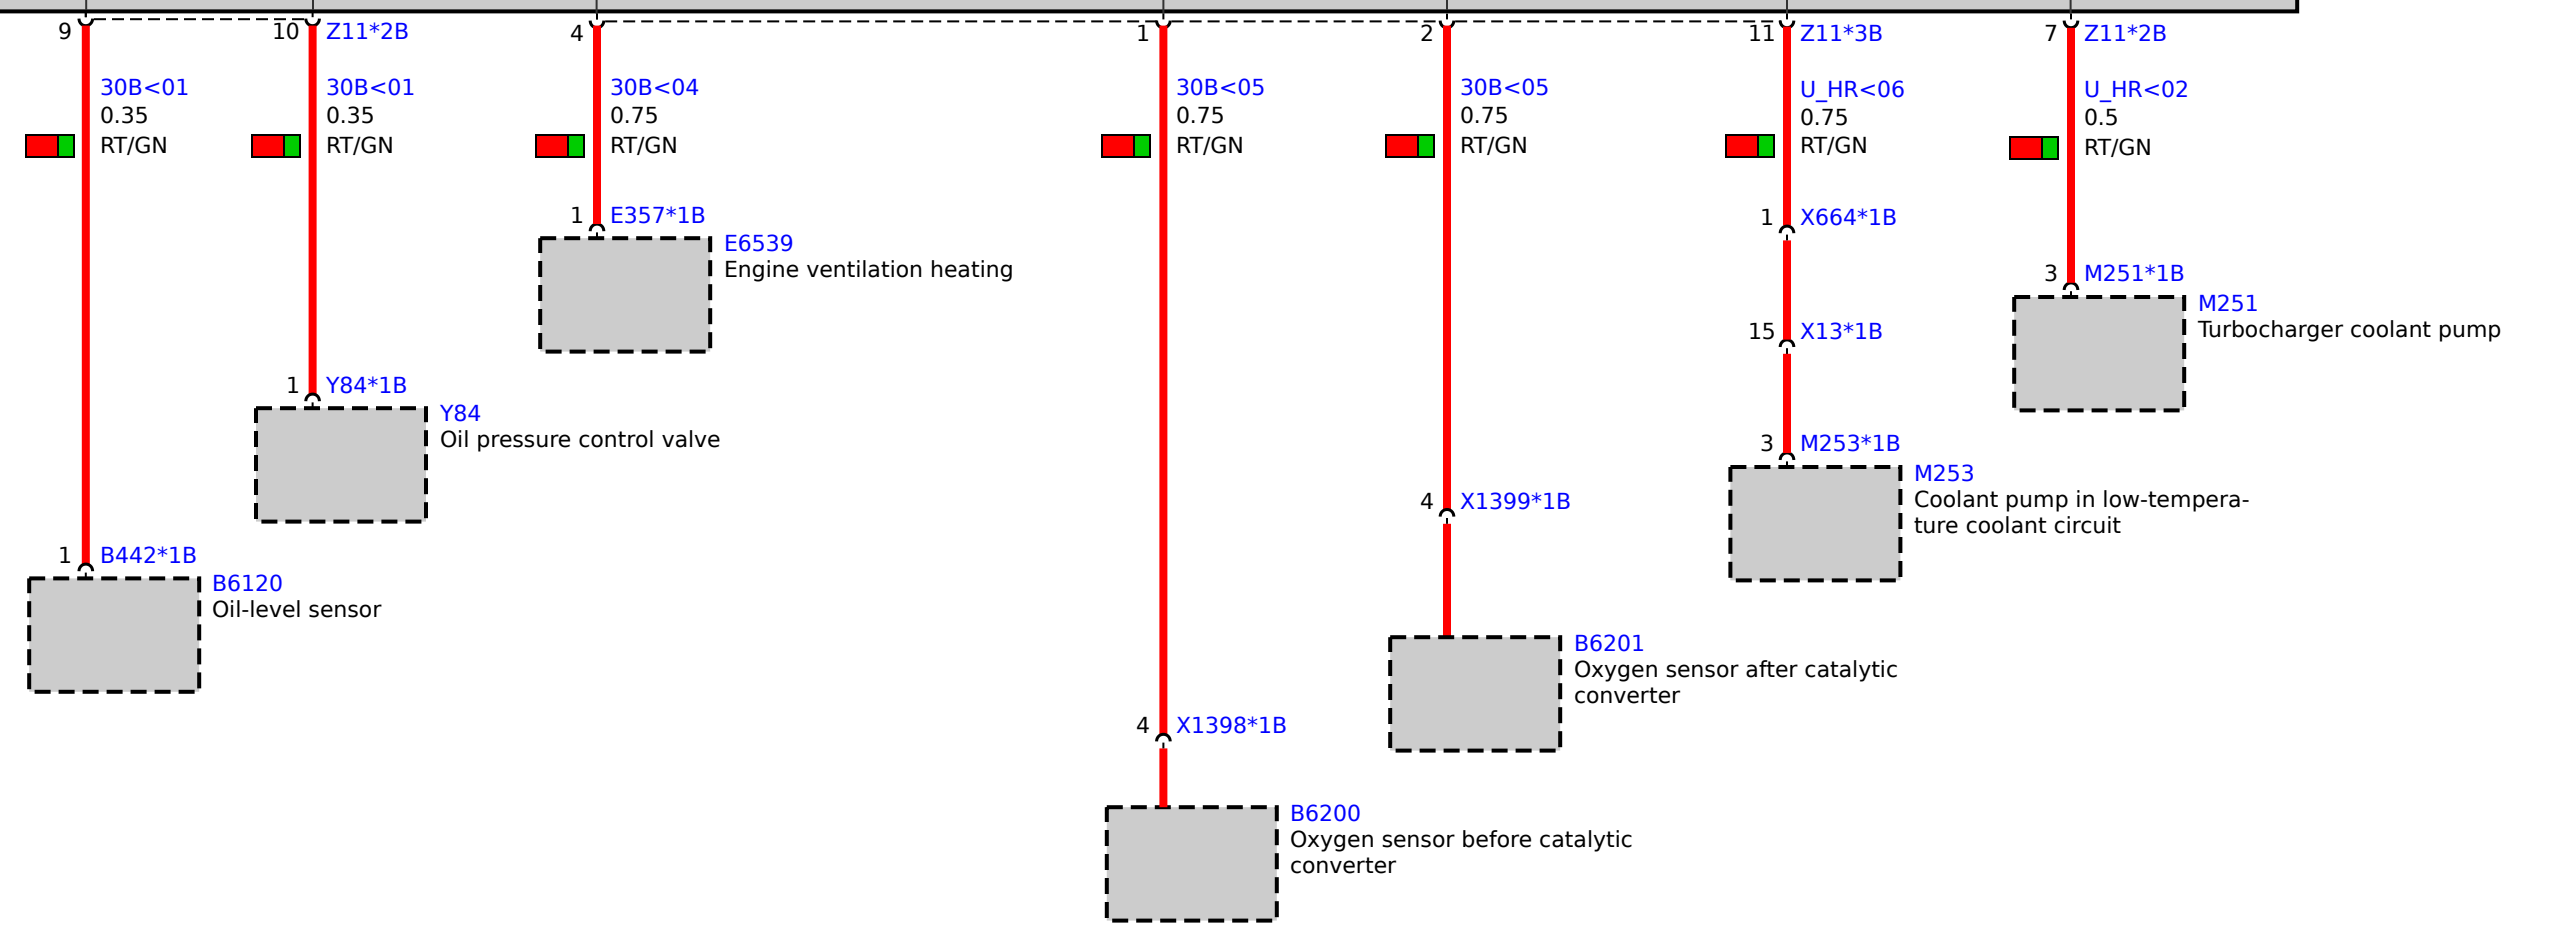 9
10 Z11*2B
4
1
2
11 Z11*3B
7 Z11*2B
30B<01
0.35
RT/GN
30B<01
0.35
RT/GN
30B<04
0.75
RT/GN
30B<05
0.75
RT/GN
30B<05
0.75
RT/GN
U_HR<06
0.75
RT/GN
U_HR<02
0.5
RT/GN
1 E357*1B
E6539
Engine ventilation heating
1 X664*1B
3 M251*1B
M251
Turbocharger coolant pump
15 X13*1B
1 Y84*1B
Y84
Oil pressure control valve
3 M253*1B
M253
Coolant pump in low-tempera-
ture coolant circuit
4 X1399*1B
1 B442*1B
B6120
Oil-level sensor
B6201
Oxygen sensor after catalytic
converter
4 X1398*1B
B6200
Oxygen sensor before catalytic
converter